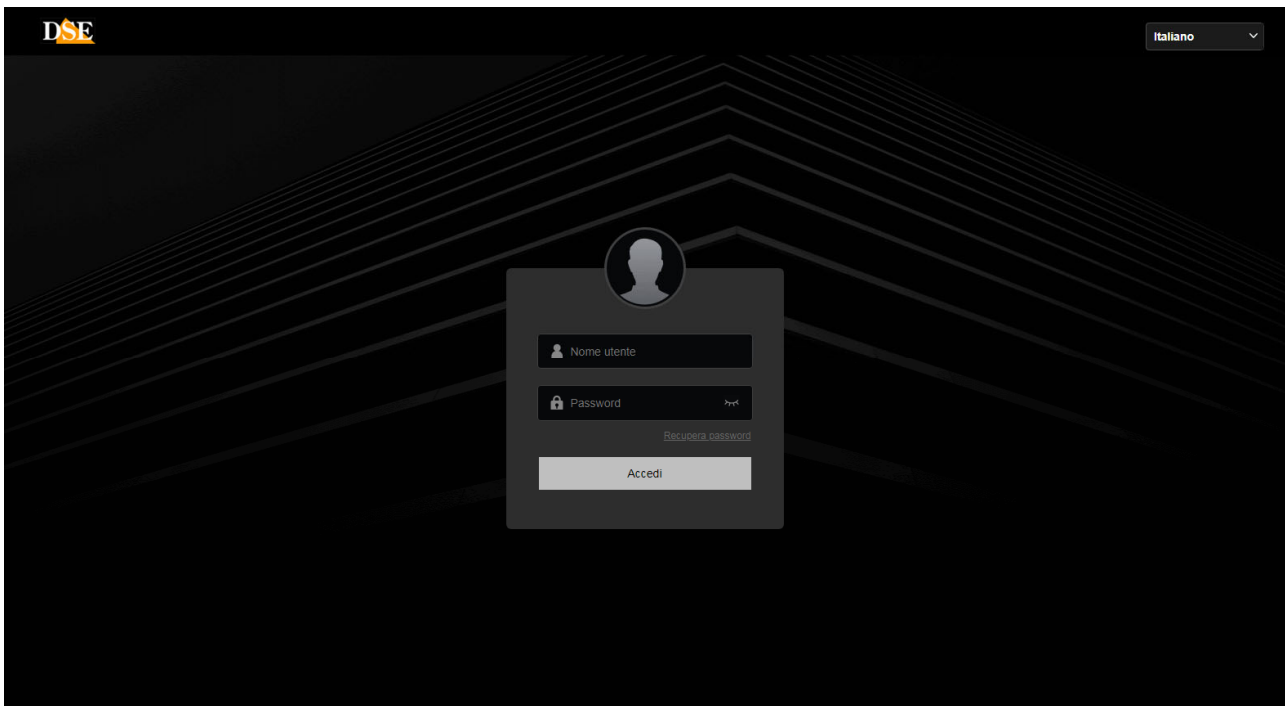 DSE
Italiano
Nome utente
Password
Recupera password
Accedi